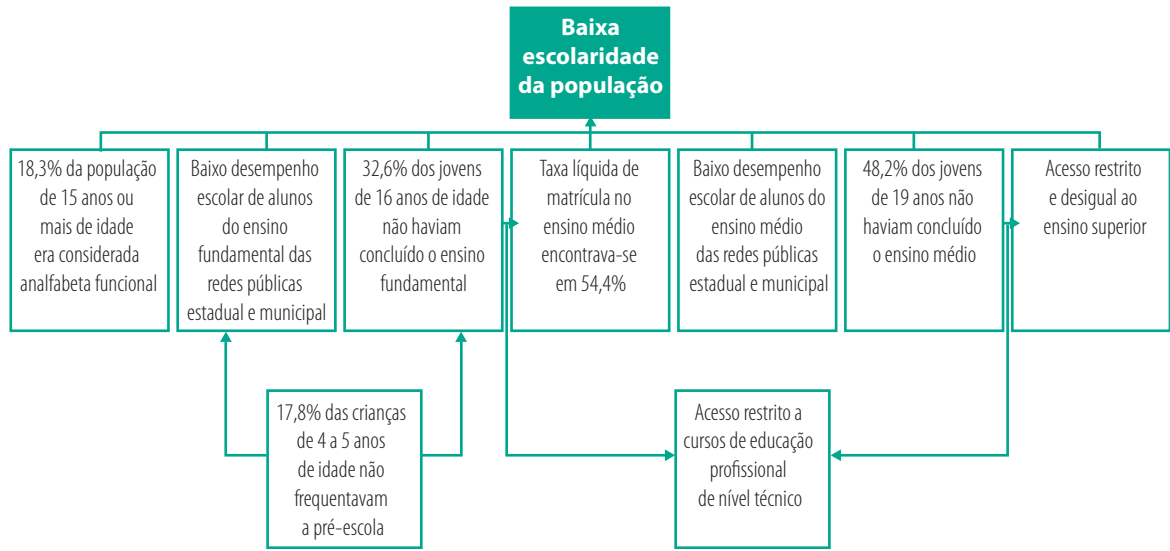 Baixa
escolaridade
da população
18,3% da população
de 15 anos ou
mais de idade
era considerada
analfabeta funcional
Baixo desempenho
escolar de alunos
do ensino
fundamental das
redes públicas
estadual e municipal
32,6% dos jovens
de 16 anos de idade
não haviam
concluído o ensino
fundamental
Taxa líquida de
matrícula no
ensino médio
encontrava-se
em 54,4%
Baixo desempenho
escolar de alunos do
ensino médio
das redes públicas
estadual e municipal
48,2% dos jovens
de 19 anos não
haviam concluído
o ensino médio
Acesso restrito
e desigual ao
ensino superior
17,8% das crianças
de 4 a 5 anos
de idade não
frequentavam
a pré-escola
Acesso restrito a
cursos de educação
profissional
de nível técnico